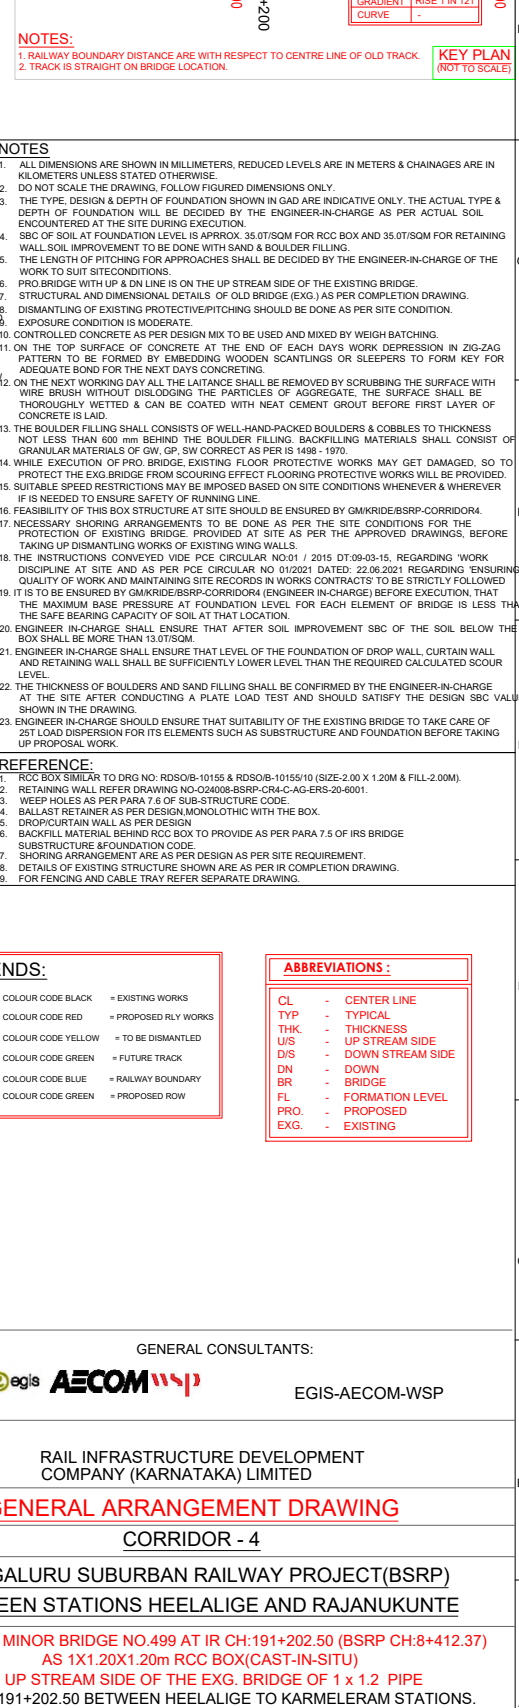 +200
GRADIENT RISE 1 IN 121
CURVE -
NOTES:
1. RAILWAY BOUNDARY DISTANCE ARE WITH RESPECT TO CENTRE LINE OF OLD TRACK.
2. TRACK IS STRAIGHT ON BRIDGE LOCATION.
KEY PLAN
(NOT TO SCALE)
NOTES
1. ALL DIMENSIONS ARE SHOWN IN MILLIMETERS, REDUCED LEVELS ARE IN METERS & CHAINAGES ARE IN
KILOMETERS UNLESS STATED OTHERWISE.
2. DO NOT SCALE THE DRAWING, FOLLOW FIGURED DIMENSIONS ONLY.
3. THE TYPE, DESIGN & DEPTH OF FOUNDATION SHOWN IN GAD ARE INDICATIVE ONLY. THE ACTUAL TYPE &
DEPTH OF FOUNDATION WILL BE DECIDED BY THE ENGINEER-IN-CHARGE AS PER ACTUAL SOIL
ENCOUNTERED AT THE SITE DURING EXECUTION.
4. SBC OF SOIL AT FOUNDATION LEVEL IS APRROX. 35.0T/SQM FOR RCC BOX AND 35.0T/SQM FOR RETAINING
WALL.SOIL IMPROVEMENT TO BE DONE WITH SAND & BOULDER FILLING.
5. THE LENGTH OF PITCHING FOR APPROACHES SHALL BE DECIDED BY THE ENGINEER-IN-CHARGE OF THE
WORK TO SUIT SITECONDITIONS.
6. PRO.BRIDGE WITH UP & DN LINE IS ON THE UP STREAM SIDE OF THE EXISTING BRIDGE.
7. STRUCTURAL AND DIMENSIONAL DETAILS OF OLD BRIDGE (EXG.) AS PER COMPLETION DRAWING.
8. DISMANTLING OF EXISTING PROTECTIVE/PITCHING SHOULD BE DONE AS PER SITE CONDITION.
9. EXPOSURE CONDITION IS MODERATE.
10. CONTROLLED CONCRETE AS PER DESIGN MIX TO BE USED AND MIXED BY WEIGH BATCHING.
11. ON THE TOP SURFACE OF CONCRETE AT THE END OF EACH DAYS WORK DEPRESSION IN ZIG-ZAG
PATTERN TO BE FORMED BY EMBEDDING WOODEN SCANTLINGS OR SLEEPERS TO FORM KEY FOR
ADEQUATE BOND FOR THE NEXT DAYS CONCRETING.
12. ON THE NEXT WORKING DAY ALL THE LAITANCE SHALL BE REMOVED BY SCRUBBING THE SURFACE WITH
WIRE BRUSH WITHOUT DISLODGING THE PARTICLES OF AGGREGATE, THE SURFACE SHALL BE
THOROUGHLY WETTED & CAN BE COATED WITH NEAT CEMENT GROUT BEFORE FIRST LAYER OF
CONCRETE IS LAID.
13. THE BOULDER FILLING SHALL CONSISTS OF WELL-HAND-PACKED BOULDERS & COBBLES TO THICKNESS
NOT LESS THAN 600 mm BEHIND THE BOULDER FILLING. BACKFILLING MATERIALS SHALL CONSIST OF
GRANULAR MATERIALS OF GW, GP, SW CORRECT AS PER IS 1498 - 1970.
14. WHILE EXECUTION OF PRO. BRIDGE, EXISTING FLOOR PROTECTIVE WORKS MAY GET DAMAGED, SO TO
PROTECT THE EXG.BRIDGE FROM SCOURING EFFECT FLOORING PROTECTIVE WORKS WILL BE PROVIDED.
15. SUITABLE SPEED RESTRICTIONS MAY BE IMPOSED BASED ON SITE CONDITIONS WHENEVER & WHEREVER
IF IS NEEDED TO ENSURE SAFETY OF RUNNING LINE.
16. FEASIBILITY OF THIS BOX STRUCTURE AT SITE SHOULD BE ENSURED BY GM/KRIDE/BSRP-CORRIDOR4.
17. NECESSARY SHORING ARRANGEMENTS TO BE DONE AS PER THE SITE CONDITIONS FOR THE
PROTECTION OF EXISTING BRIDGE. PROVIDED AT SITE AS PER THE APPROVED DRAWINGS, BEFORE
TAKING UP DISMANTLING WORKS OF EXISTING WING WALLS.
18. THE INSTRUCTIONS CONVEYED VIDE PCE CIRCULAR NO:01 / 2015 DT:09-03-15, REGARDING 'WORK
DISCIPLINE AT SITE AND AS PER PCE CIRCULAR NO 01/2021 DATED: 22.06.2021 REGARDING 'ENSURING
QUALITY OF WORK AND MAINTAINING SITE RECORDS IN WORKS CONTRACTS' TO BE STRICTLY FOLLOWED
19. IT IS TO BE ENSURED BY GM/KRIDE/BSRP-CORRIDOR4 (ENGINEER IN-CHARGE) BEFORE EXECUTION, THAT
THE MAXIMUM BASE PRESSURE AT FOUNDATION LEVEL FOR EACH ELEMENT OF BRIDGE IS LESS THA
THE SAFE BEARING CAPACITY OF SOIL AT THAT LOCATION.
20. ENGINEER IN-CHARGE SHALL ENSURE THAT AFTER SOIL IMPROVEMENT SBC OF THE SOIL BELOW THE
BOX SHALL BE MORE THAN 13.0T/SQM.
21. ENGINEER IN-CHARGE SHALL ENSURE THAT LEVEL OF THE FOUNDATION OF DROP WALL, CURTAIN WALL
AND RETAINING WALL SHALL BE SUFFICIENTLY LOWER LEVEL THAN THE REQUIRED CALCULATED SCOUR
LEVEL.
22. THE THICKNESS OF BOULDERS AND SAND FILLING SHALL BE CONFIRMED BY THE ENGINEER-IN-CHARGE
AT THE SITE AFTER CONDUCTING A PLATE LOAD TEST AND SHOULD SATISFY THE DESIGN SBC VALU
SHOWN IN THE DRAWING.
23. ENGINEER IN-CHARGE SHOULD ENSURE THAT SUITABILITY OF THE EXISTING BRIDGE TO TAKE CARE OF
25T LOAD DISPERSION FOR ITS ELEMENTS SUCH AS SUBSTRUCTURE AND FOUNDATION BEFORE TAKING
UP PROPOSAL WORK.
REFERENCE:
1. RCC BOX SIMILAR TO DRG NO: RDSO/B-10155 & RDSO/B-10155/10 (SIZE-2.00 X 1.20M & FILL-2.00M).
2. RETAINING WALL REFER DRAWING NO-O24008-BSRP-CR4-C-AG-ERS-20-6001.
3. WEEP HOLES AS PER PARA 7.6 OF SUB-STRUCTURE CODE.
4. BALLAST RETAINER AS PER DESIGN,MONOLOTHIC WITH THE BOX.
5. DROP/CURTAIN WALL AS PER DESIGN
6. BACKFILL MATERIAL BEHIND RCC BOX TO PROVIDE AS PER PARA 7.5 OF IRS BRIDGE
SUBSTRUCTURE &FOUNDATION CODE.
7. SHORING ARRANGEMENT ARE AS PER DESIGN AS PER SITE REQUIREMENT.
8. DETAILS OF EXISTING STRUCTURE SHOWN ARE AS PER IR COMPLETION DRAWING.
9. FOR FENCING AND CABLE TRAY REFER SEPARATE DRAWING.
ENDS:
COLOUR CODE BLACK = EXISTING WORKS
COLOUR CODE RED = PROPOSED RLY WORKS
COLOUR CODE YELLOW = TO BE DISMANTLED
COLOUR CODE GREEN = FUTURE TRACK
COLOUR CODE BLUE = RAILWAY BOUNDARY
COLOUR CODE GREEN = PROPOSED ROW
ABBREVIATIONS :
CL - CENTER LINE
TYP - TYPICAL
THK. - THICKNESS
U/S - UP STREAM SIDE
D/S - DOWN STREAM SIDE
DN - DOWN
BR - BRIDGE
FL - FORMATION LEVEL
PRO. - PROPOSED
EXG. - EXISTING
GENERAL CONSULTANTS:
egis AECOM wsp
EGIS-AECOM-WSP
RAIL INFRASTRUCTURE DEVELOPMENT
COMPANY (KARNATAKA) LIMITED
GENERAL ARRANGEMENT DRAWING
CORRIDOR - 4
GALURU SUBURBAN RAILWAY PROJECT(BSRP)
EEN STATIONS HEELALIGE AND RAJANUKUNTE
MINOR BRIDGE NO.499 AT IR CH:191+202.50 (BSRP CH:8+412.37)
AS 1X1.20X1.20m RCC BOX(CAST-IN-SITU)
UP STREAM SIDE OF THE EXG. BRIDGE OF 1 x 1.2 PIPE
191+202.50 BETWEEN HEELALIGE TO KARMELERAM STATIONS.